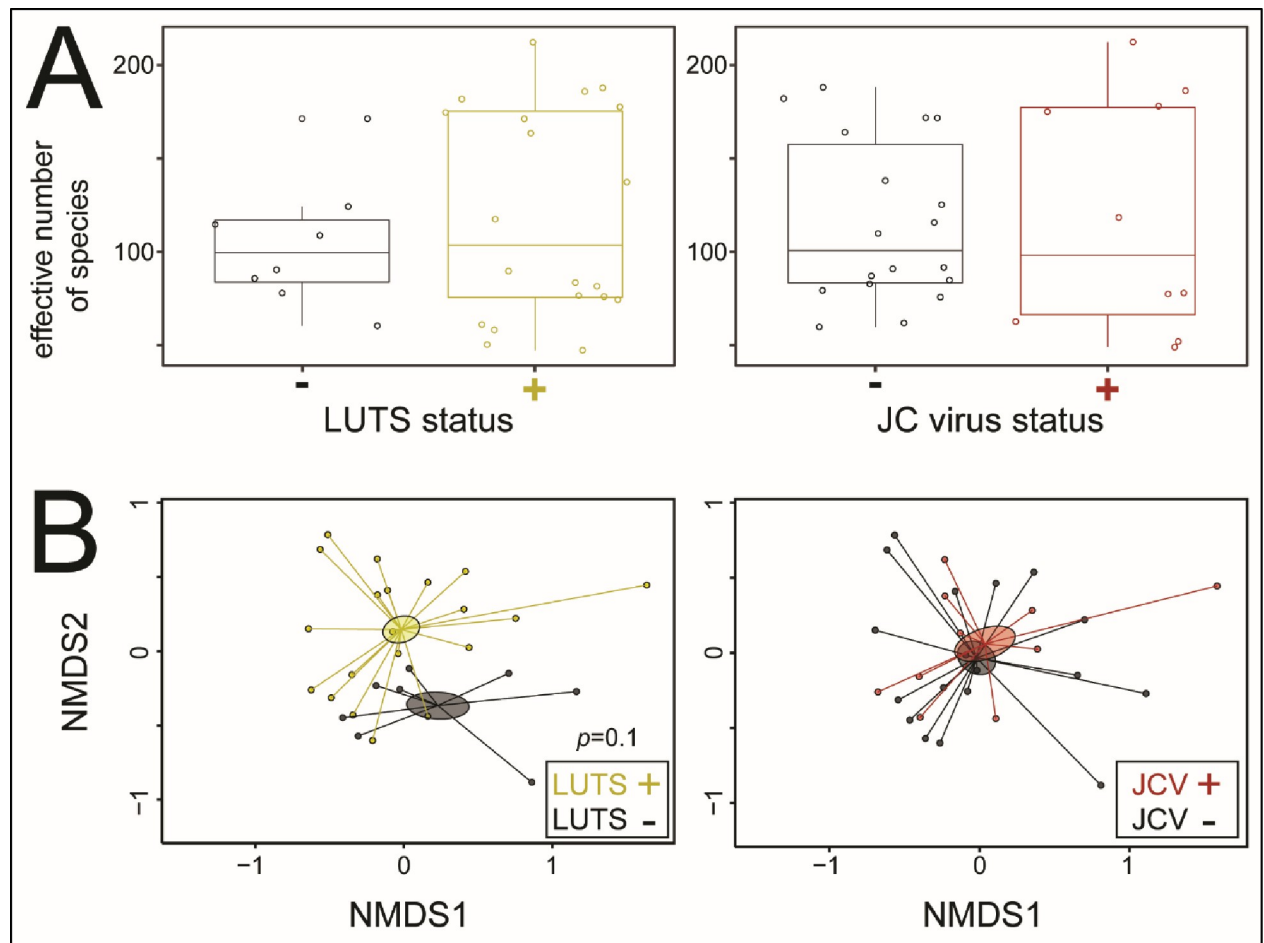 A
effective number
of species
200
100
-
+
LUTS status
200
100
-
+
JC virus status
B
NMDS2
1
0
−1
p=0.1
LUTS +
LUTS -
−1 0 1
NMDS1
1
0
−1
JCV +
JCV -
−1 0 1
NMDS1